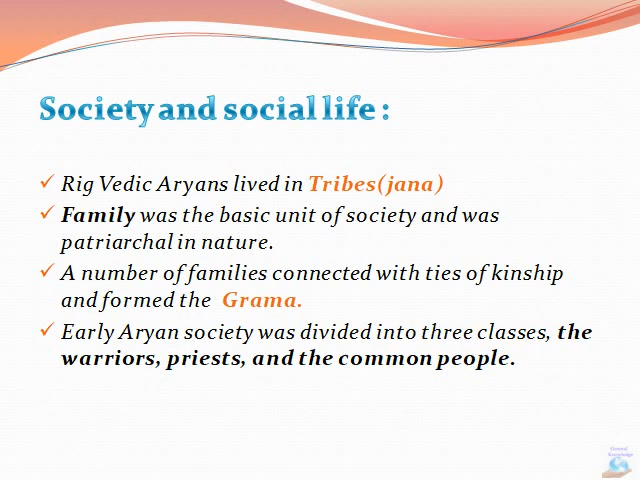 Society and social life :
✓ Rig Vedic Aryans lived in Tribes(jana)
✓ Family was the basic unit of society and was
patriarchal in nature.
✓ A number of families connected with ties of kinship
and formed the Grama.
✓ Early Aryan society was divided into three classes, the
warriors, priests, and the common people.
General
Knowledge